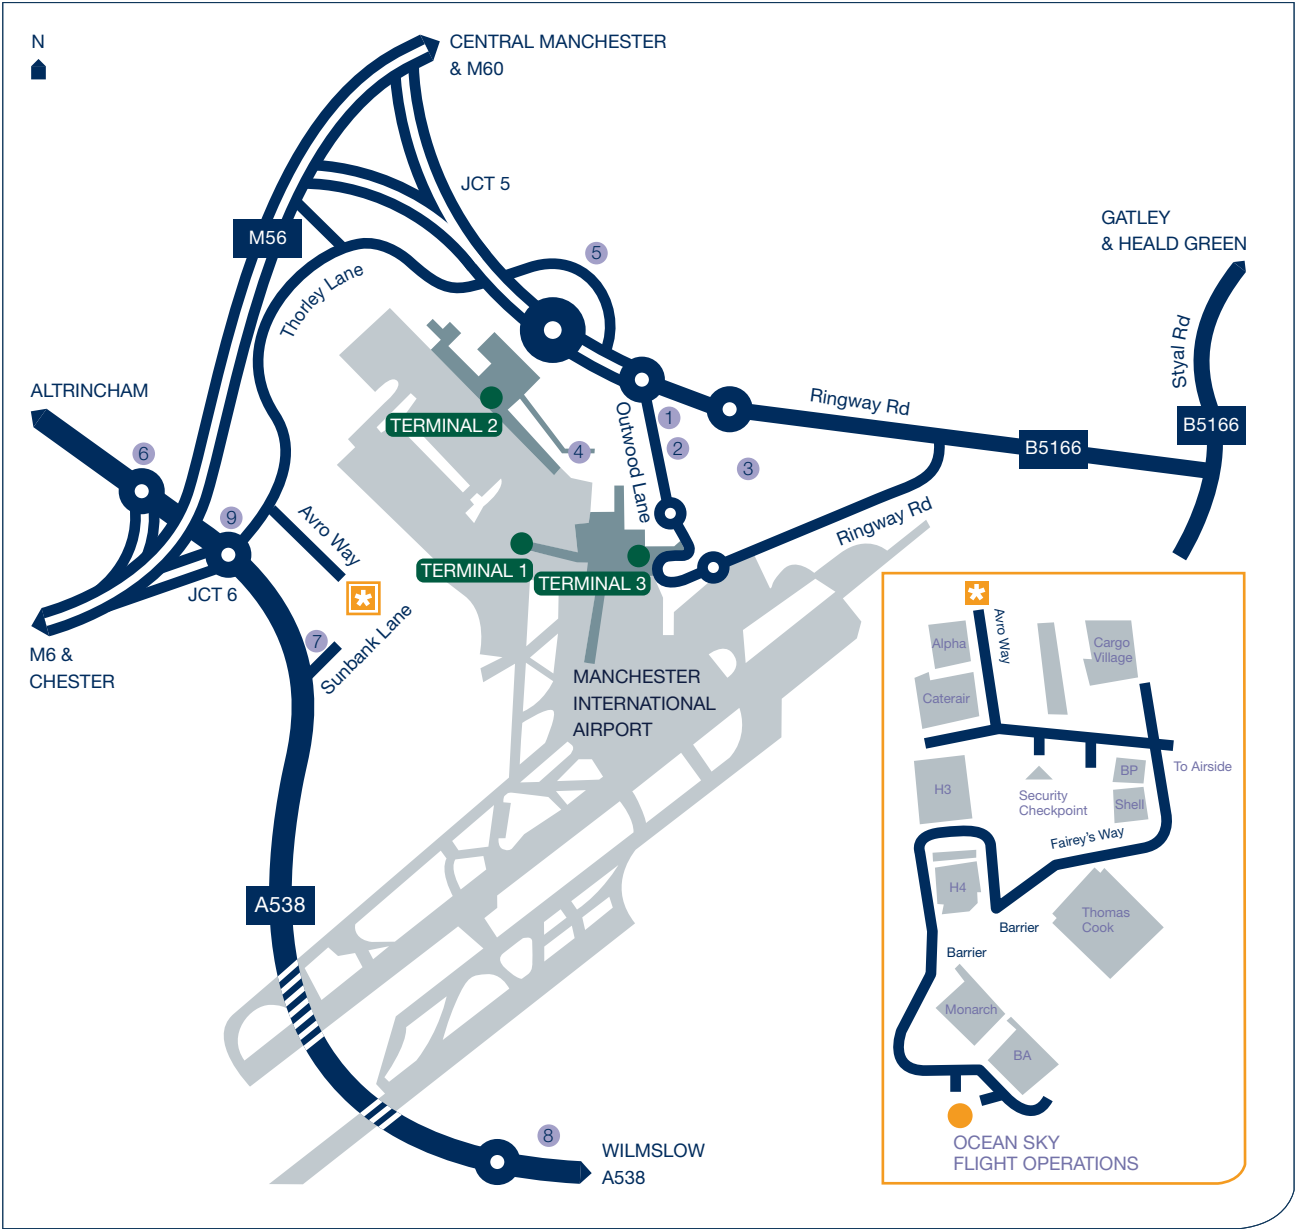 N
CENTRAL MANCHESTER
& M60
JCT 5
M56
GATLEY
& HEALD GREEN
5
Thorley Lane
Styal Rd
ALTRINCHAM
Ringway Rd
TERMINAL 2
Outwood Lane
1
B5166
B5166
2
3
4
6
9
Avro Way
Ringway Rd
TERMINAL 1
TERMINAL 3
JCT 6
*
Sunbank Lane
7
M6 &
CHESTER
MANCHESTER
INTERNATIONAL
AIRPORT
A538
8
WILMSLOW
A538
*
Avro Way
Alpha
Cargo
Village
Caterair
To Airside
BP
H3
Security
Checkpoint
Shell
Fairey's Way
H4
Thomas
Cook
Barrier
Barrier
Monarch
BA
OCEAN SKY
FLIGHT OPERATIONS